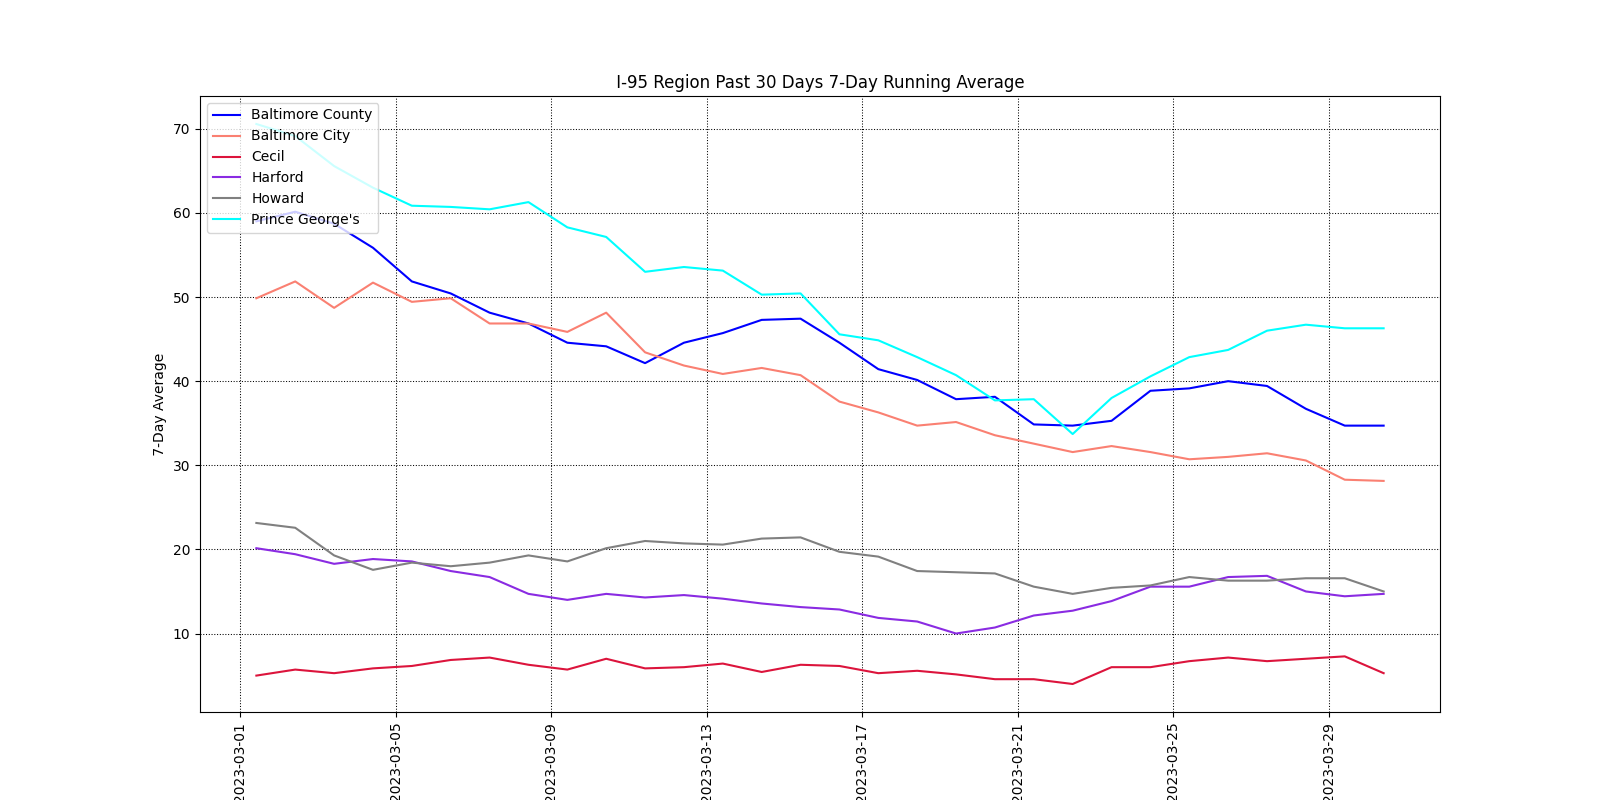 I-95 Region Past 30 Days 7-Day Running Average
Baltimore County
Baltimore City
Cecil
Harford
Howard
Prince George's
7-Day Average
70
60
50
40
30
20
10
2023-03-01
2023-03-05
2023-03-09
2023-03-13
2023-03-17
2023-03-21
2023-03-25
2023-03-29